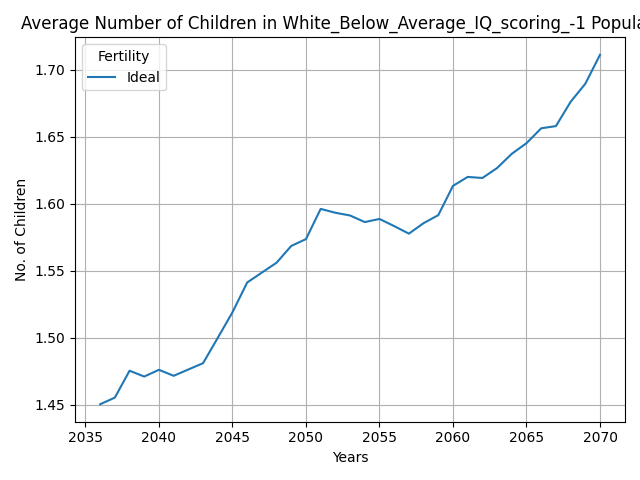 Average Number of Children in White_Below_Average_IQ_scoring_-1 Popula
Fertility
Ideal
No. of Children
1.70
1.65
1.60
1.55
1.50
1.45
2035 2040 2045 2050 2055 2060 2065 2070
Years